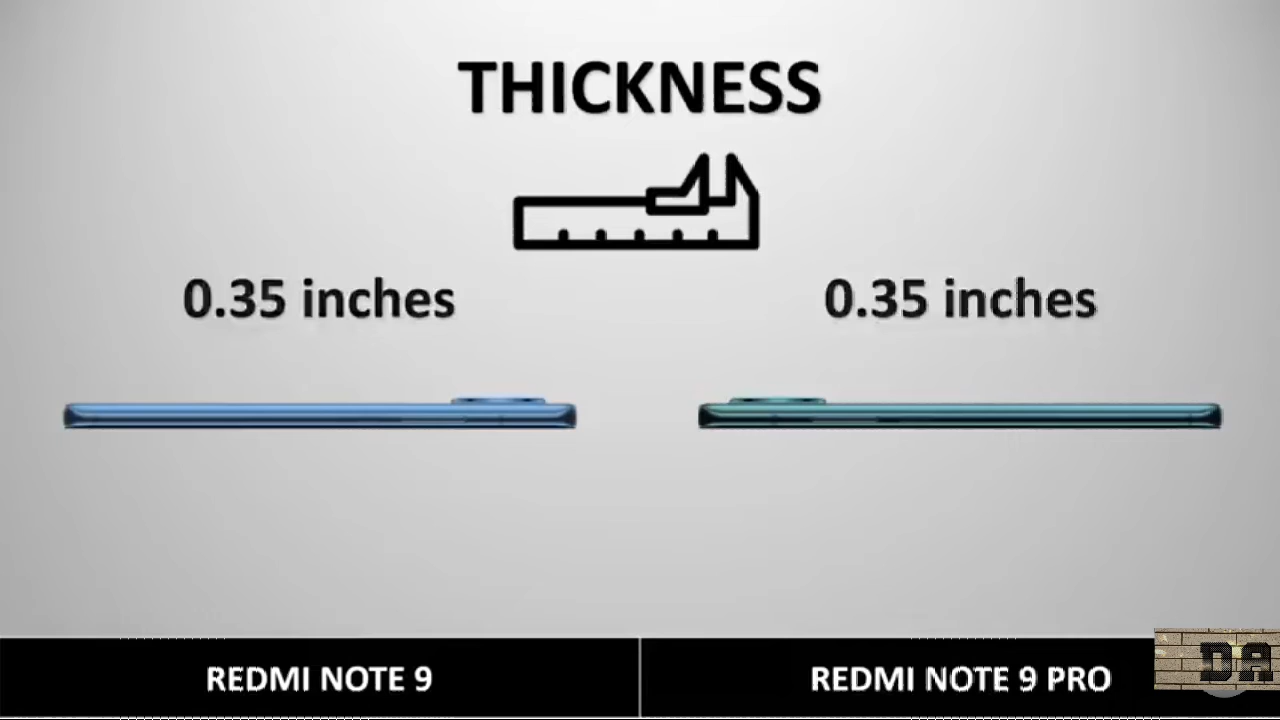 THICKNESS
0.35 inches
0.35 inches
REDMI NOTE 9
REDMI NOTE 9 PRO
DA